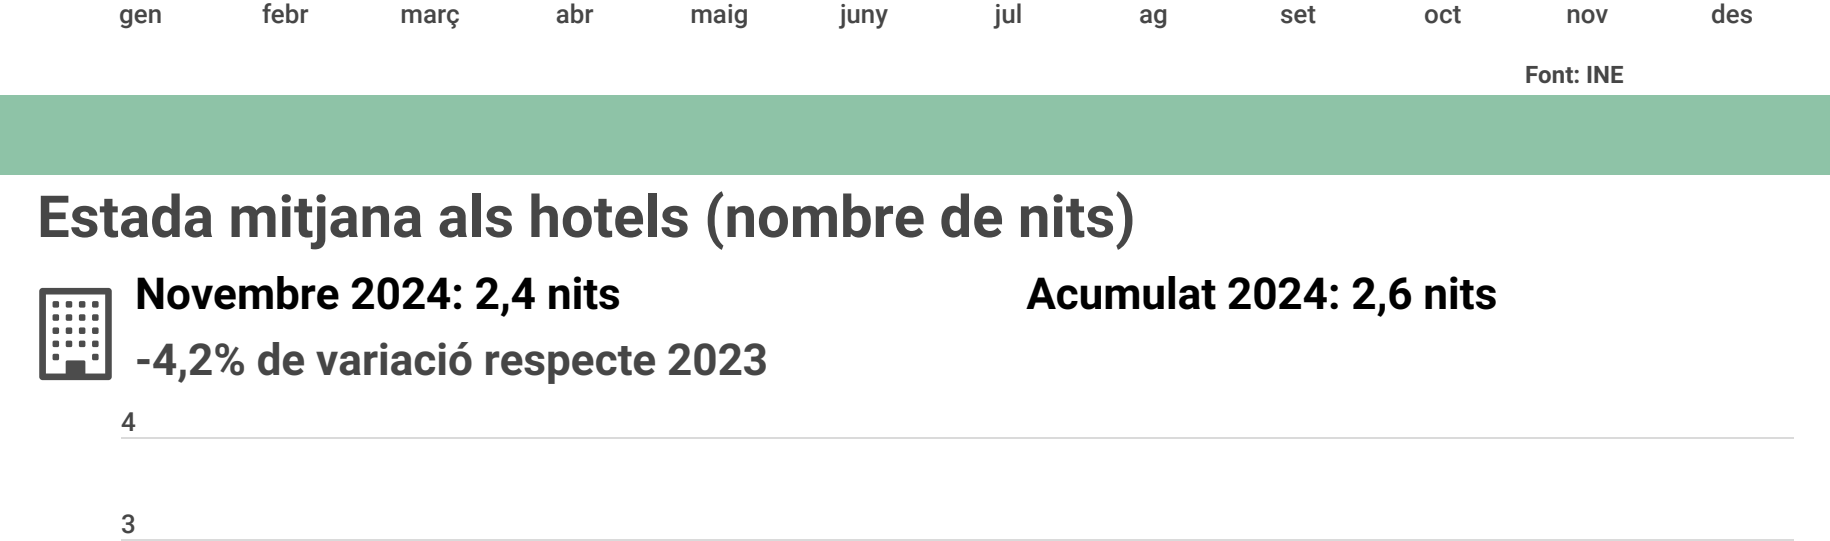 gen febr març abr maig juny jul ag set oct nov des
Font: INE
Estada mitjana als hotels (nombre de nits)
Novembre 2024: 2,4 nits Acumulat 2024: 2,6 nits
-4,2% de variació respecte 2023
4
3